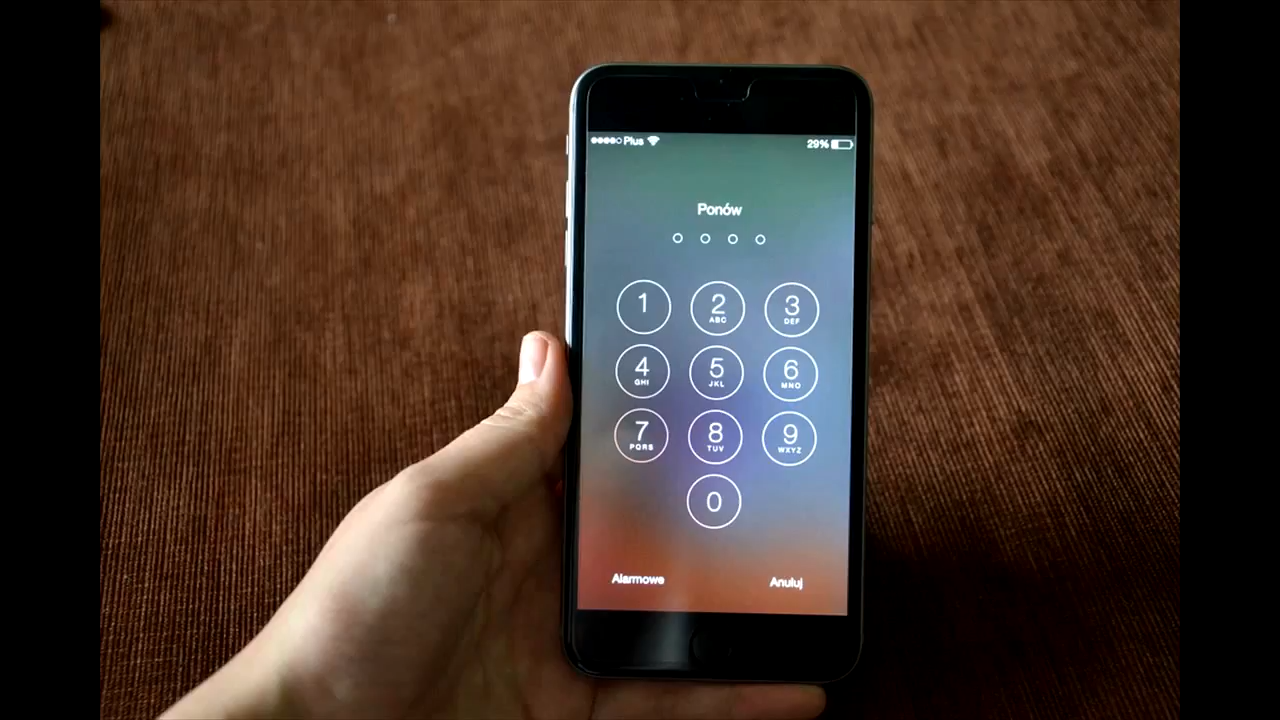 Plus 29%
Ponów
1 2 3
ABC DEF
4 5 6
GHI JKL MNO
7 8 9
PQRS TUV WXYZ
0
Alarmowe Anuluj